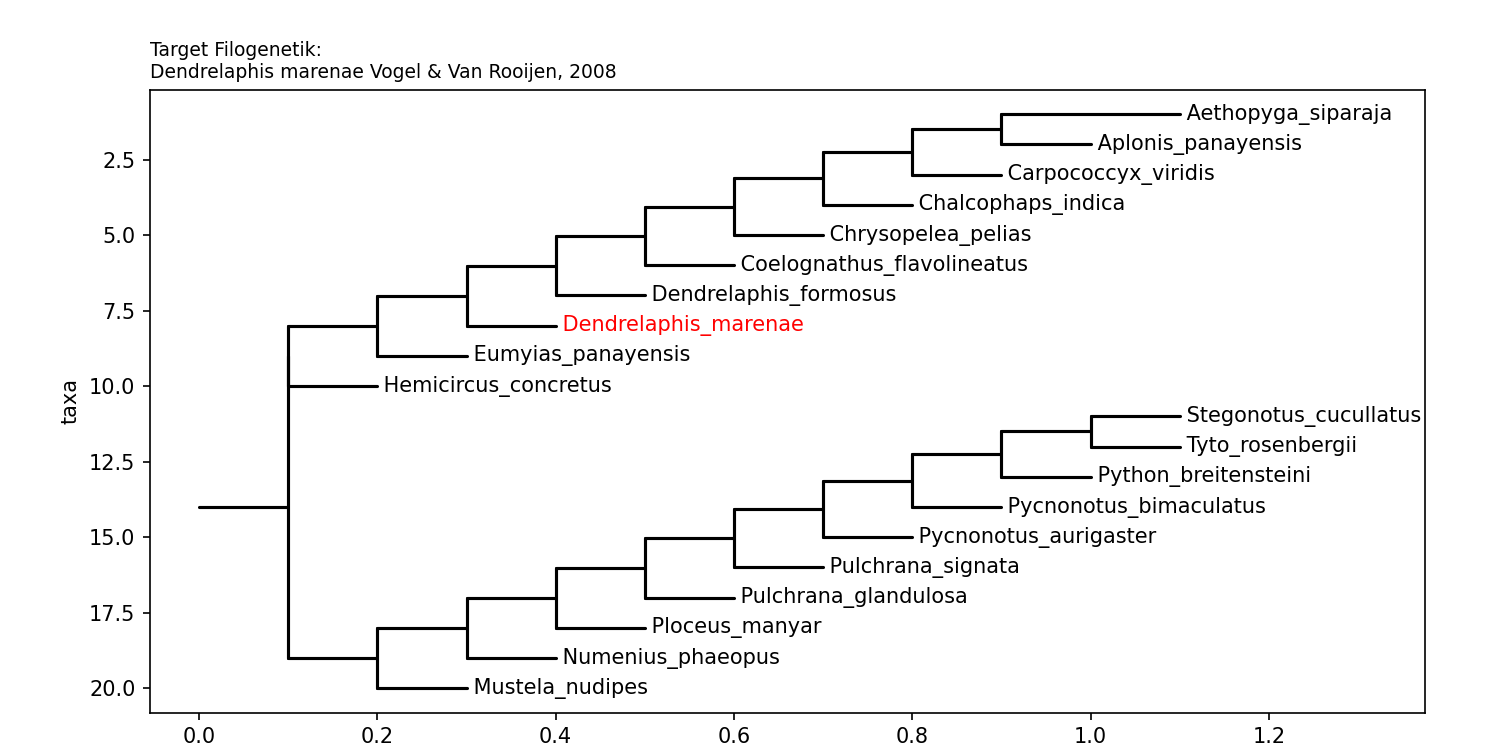 Target Filogenetik:
Dendrelaphis marenae Vogel & Van Rooijen, 2008
Aethopyga_siparaja
Aplonis_panayensis
2.5
Carpococcyx_viridis
Chalcophaps_indica
5.0
Chrysopelea_pelias
Coelognathus_flavolineatus
Dendrelaphis_formosus
7.5
Dendrelaphis_marenae
Eumyias_panayensis
10.0
Hemicircus_concretus
taxa
Stegonotus_cucullatus
Tyto_rosenbergii
12.5
Python_breitensteini
Pycnonotus_bimaculatus
15.0
Pycnonotus_aurigaster
Pulchrana_signata
Pulchrana_glandulosa
17.5
Ploceus_manyar
Numenius_phaeopus
20.0
Mustela_nudipes
0.0 0.2 0.4 0.6 0.8 1.0 1.2